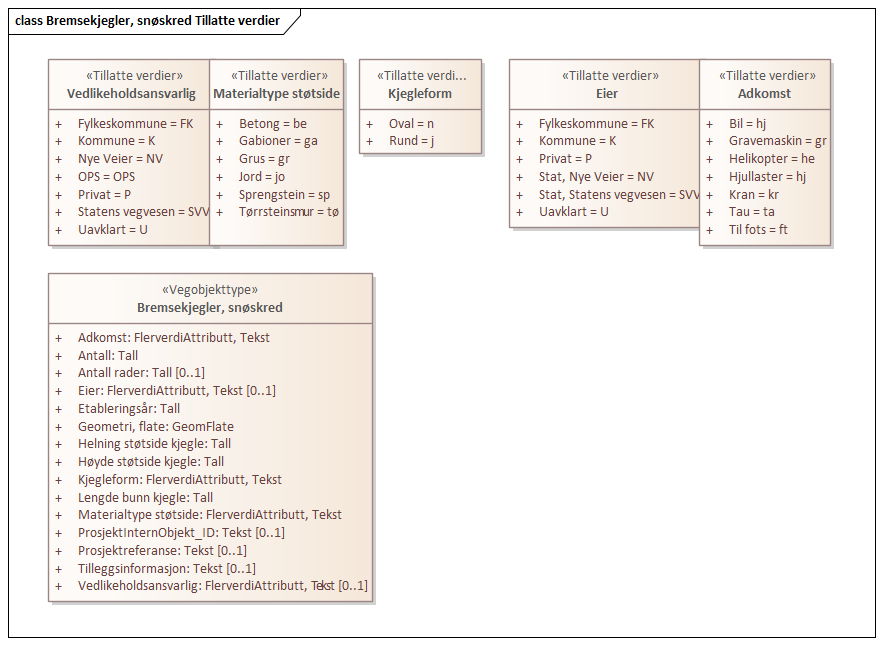 class Bremsekjegler, snøskred Tillatte verdier
«Tillatte verdier»
Vedlikeholdsansvarlig
+ Fylkeskommune = FK
+ Kommune = K
+ Nye Veier = NV
+ OPS = OPS
+ Privat = P
+ Statens vegvesen = SVV
+ Uavklart = U
«Tillatte verdier»
Materialtype støtside
+ Betong = be
+ Gabioner = ga
+ Grus = gr
+ Jord = jo
+ Sprengstein = sp
+ Tørrsteinsmur = tø
«Tillatte verdi...
Kjegleform
+ Oval = n
+ Rund = j
«Tillatte verdier»
Eier
+ Fylkeskommune = FK
+ Kommune = K
+ Privat = P
+ Stat, Nye Veier = NV
+ Stat, Statens vegvesen = SVV
+ Uavklart = U
«Tillatte verdier»
Adkomst
+ Bil = hj
+ Gravemaskin = gr
+ Helikopter = he
+ Hjullaster = hj
+ Kran = kr
+ Tau = ta
+ Til fots = ft
«Vegobjekttype»
Bremsekjegler, snøskred
+ Adkomst: FlerverdiAttributt, Tekst
+ Antall: Tall
+ Antall rader: Tall [0..1]
+ Eier: FlerverdiAttributt, Tekst [0..1]
+ Etableringsår: Tall
+ Geometri, flate: GeomFlate
+ Helning støtside kjegle: Tall
+ Høyde støtside kjegle: Tall
+ Kjegleform: FlerverdiAttributt, Tekst
+ Lengde bunn kjegle: Tall
+ Materialtype støtside: FlerverdiAttributt, Tekst
+ ProsjektInternObjekt_ID: Tekst [0..1]
+ Prosjektreferanse: Tekst [0..1]
+ Tilleggsinformasjon: Tekst [0..1]
+ Vedlikeholdsansvarlig: FlerverdiAttributt, Tekst [0..1]